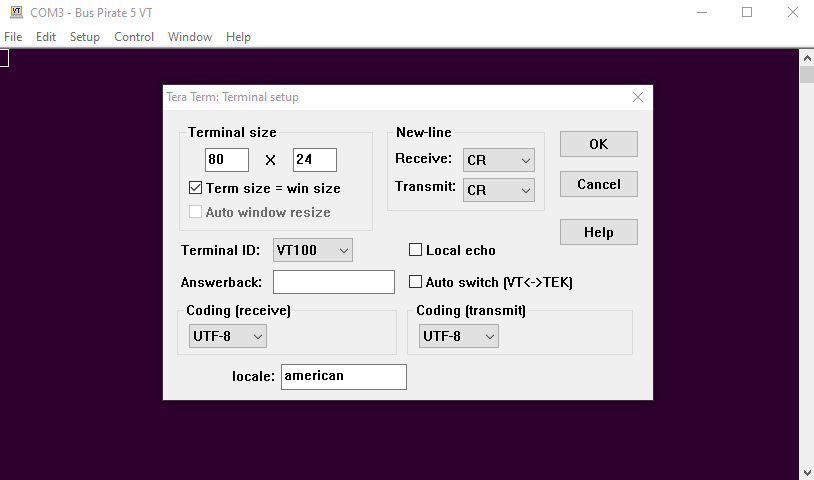 VT COM3 - Bus Pirate 5 VT
File Edit Setup Control Window Help
Tera Term: Terminal setup
Terminal size
80 X 24
Term size = win size
Auto window resize
New-line
Receive: CR
Transmit: CR
OK
Cancel
Help
Terminal ID: VT100
Local echo
Answerback:
Auto switch (VT<->TEK)
Coding (receive)
UTF-8
Coding (transmit)
UTF-8
locale: american